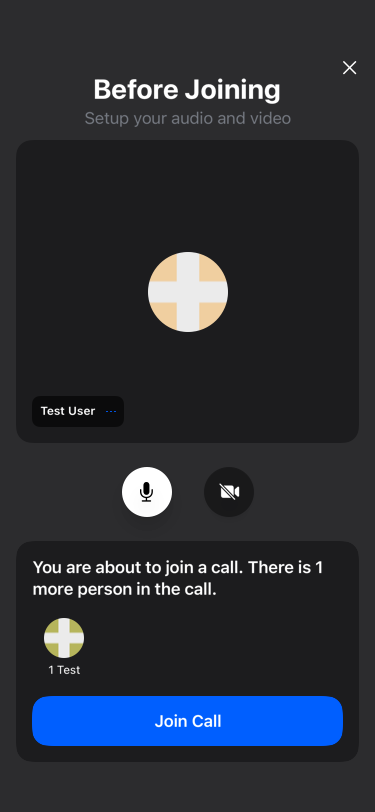 Before Joining
Setup your audio and video
Test User
You are about to join a call. There is 1
more person in the call.
1 Test
Join Call